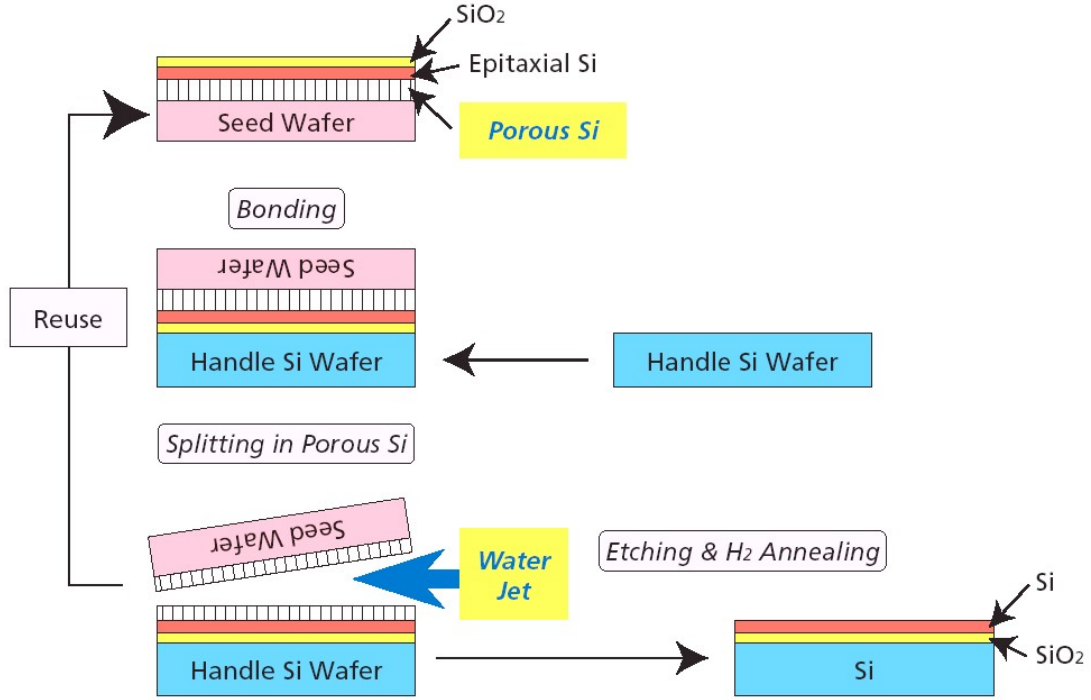 SiO₂
Epitaxial Si
Porous Si
Seed Wafer
Bonding
Seed Wafer
Reuse
Handle Si Wafer
Handle Si Wafer
Splitting in Porous Si
Seed Wafer
Water
Jet
Etching & H₂ Annealing
Si
Handle Si Wafer
Si
SiO₂